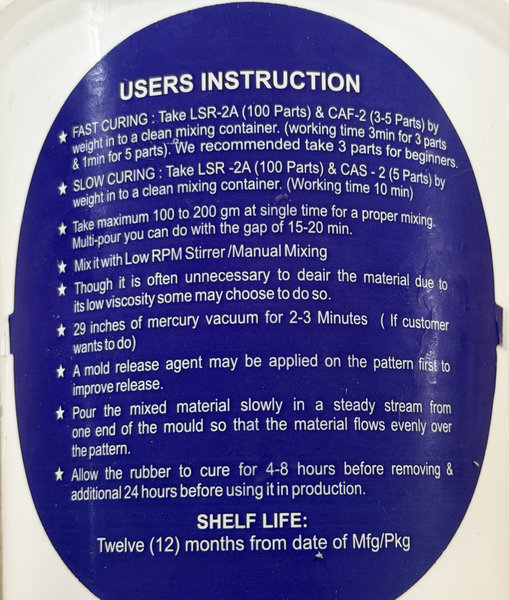 USERS INSTRUCTION
★ FAST CURING : Take LSR-2A (100 Parts) & CAF-2 (3-5 Parts) by
weight in to a clean mixing container. (working time 3min for 3 parts
& 1min for 5 parts). We recommended take 3 parts for beginners.
★ SLOW CURING : Take LSR -2A (100 Parts) & CAS - 2 (5 Parts) by
weight in to a clean mixing container. (Working time 10 min)
★ Take maximum 100 to 200 gm at single time for a proper mixing.
Multi-pour you can do with the gap of 15-20 min.
★ Mix it with Low RPM Stirrer /Manual Mixing
★ Though it is often unnecessary to deair the material due to
its low viscosity some may choose to do so.
★ 29 inches of mercury vacuum for 2-3 Minutes ( If customer
wants to do)
★ A mold release agent may be applied on the pattern first to
improve release.
★ Pour the mixed material slowly in a steady stream from
one end of the mould so that the material flows evenly over
the pattern.
★ Allow the rubber to cure for 4-8 hours before removing &
additional 24 hours before using it in production.
SHELF LIFE:
Twelve (12) months from date of Mfg/Pkg